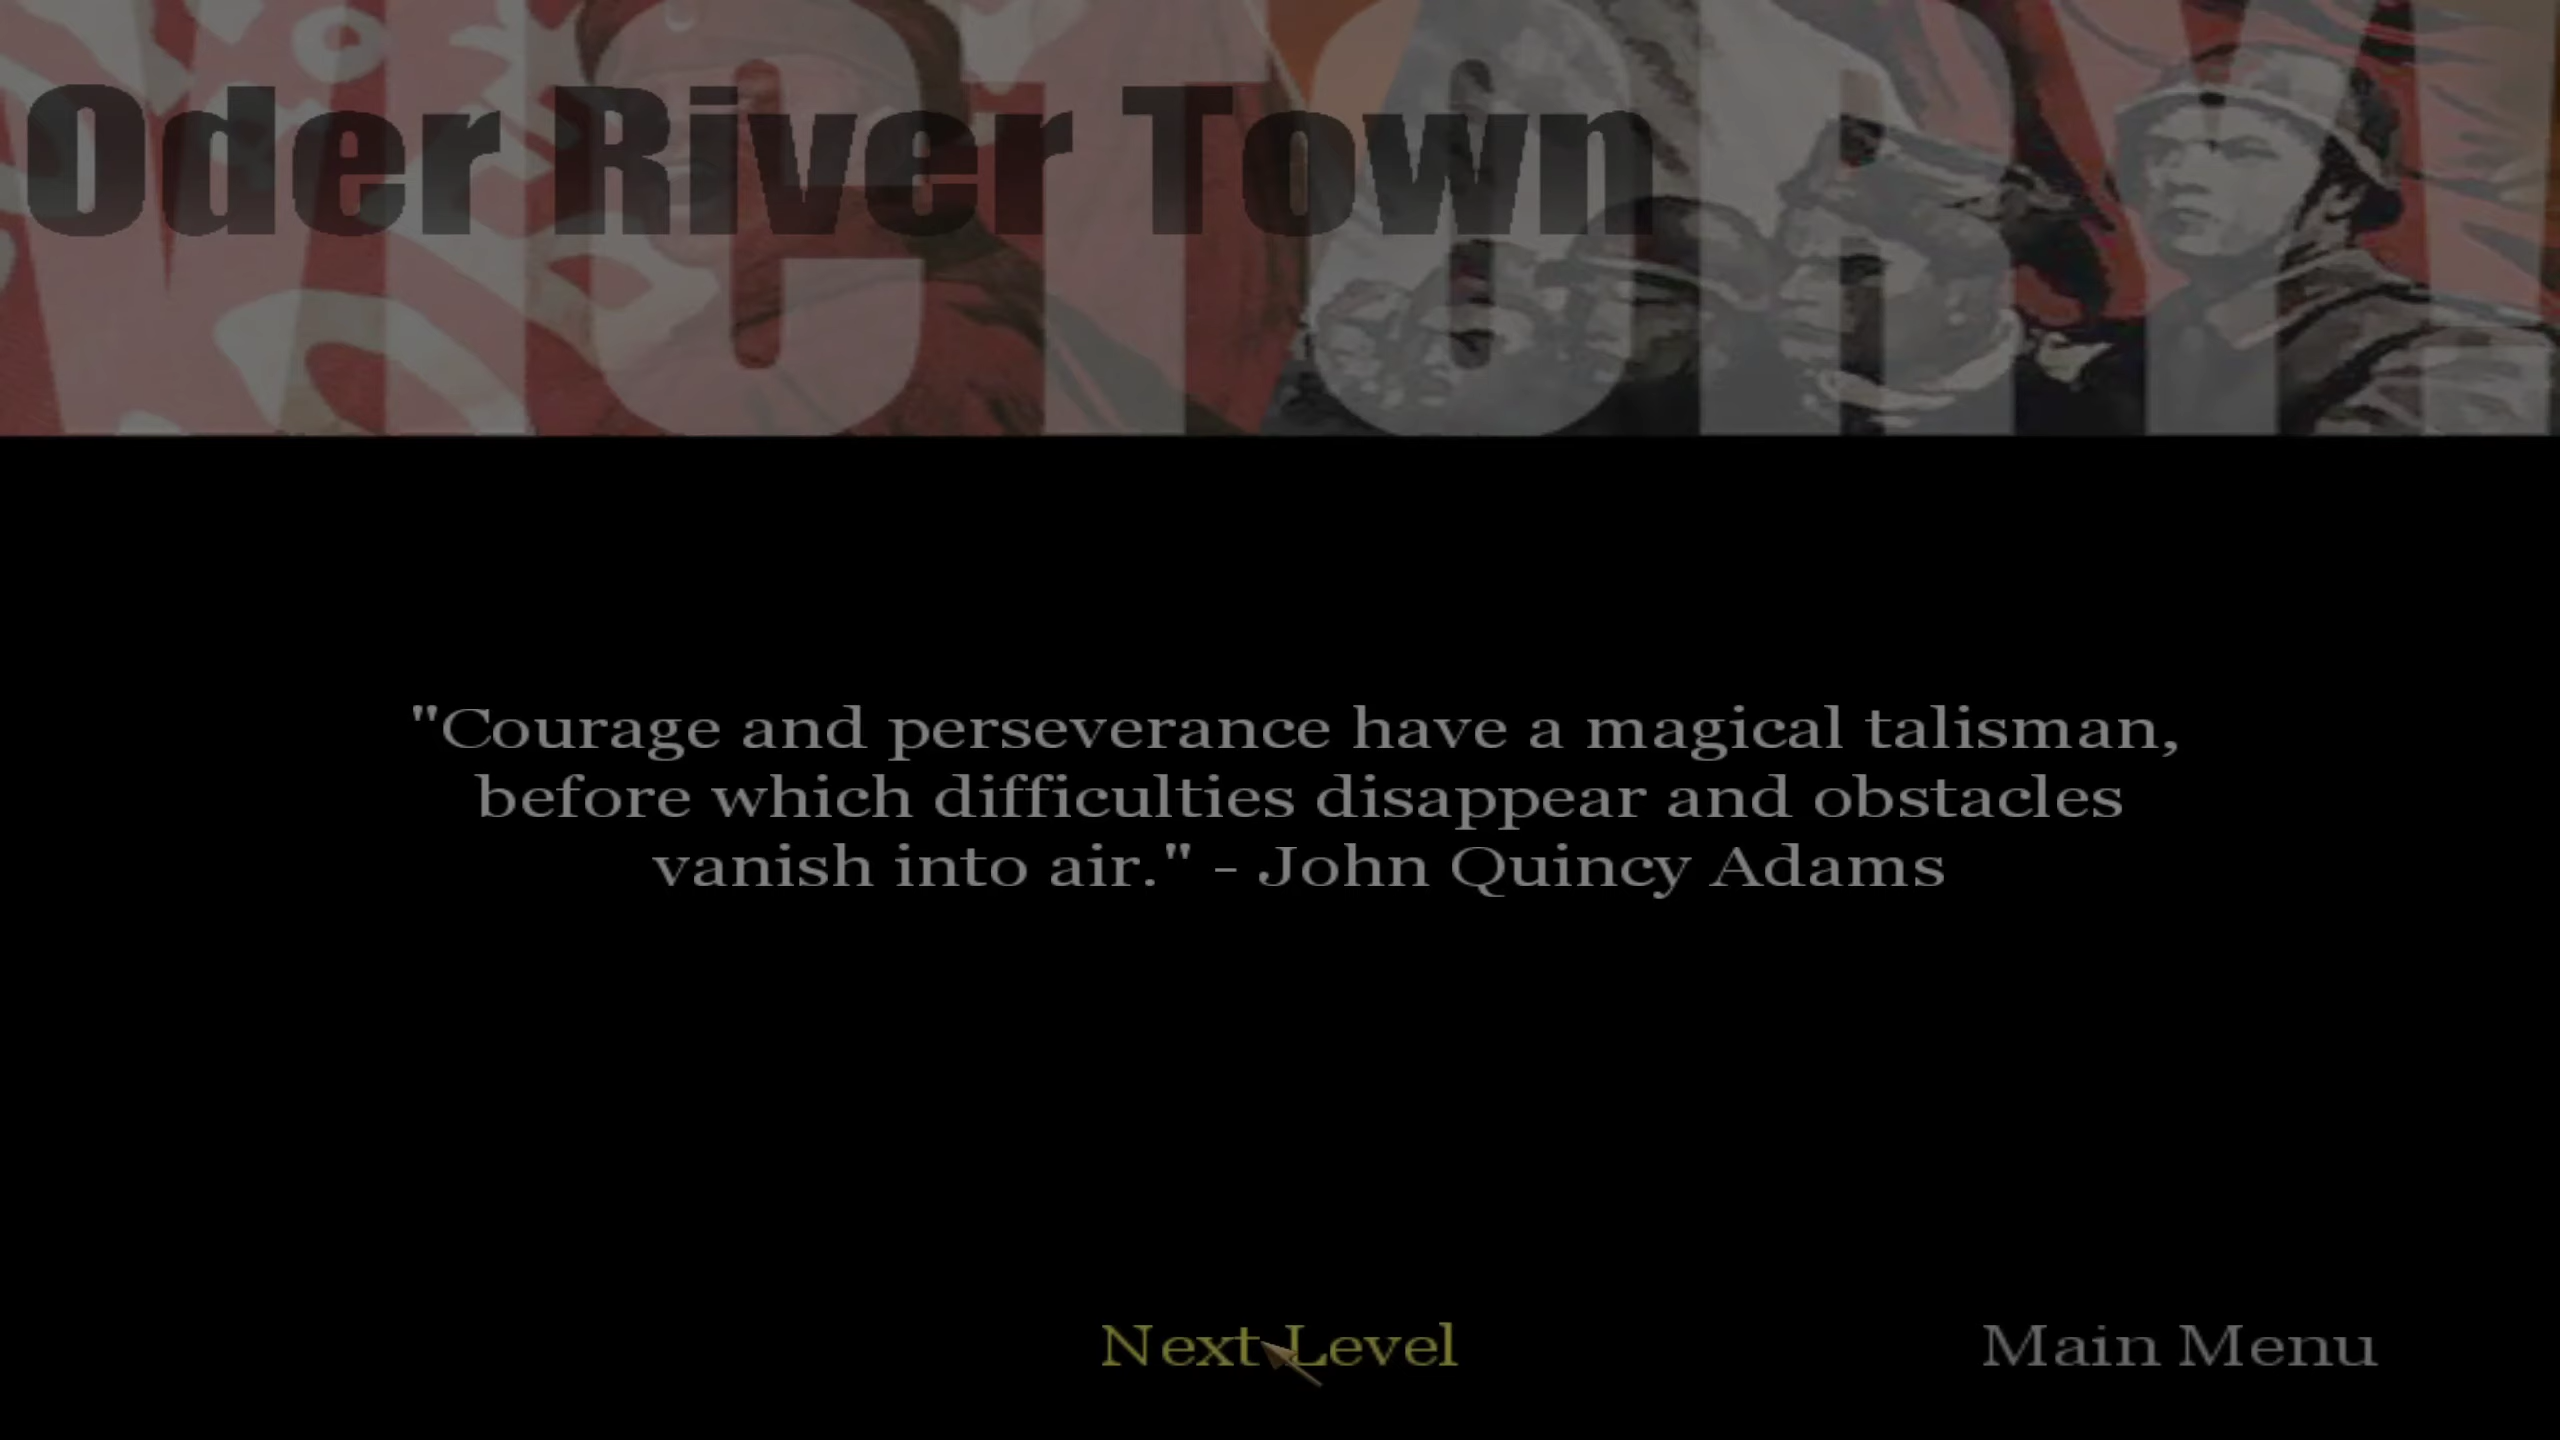 VICTORY
Oder River Town
"Courage and perseverance have a magical talisman,
before which difficulties disappear and obstacles
vanish into air." - John Quincy Adams
Next Level
Main Menu